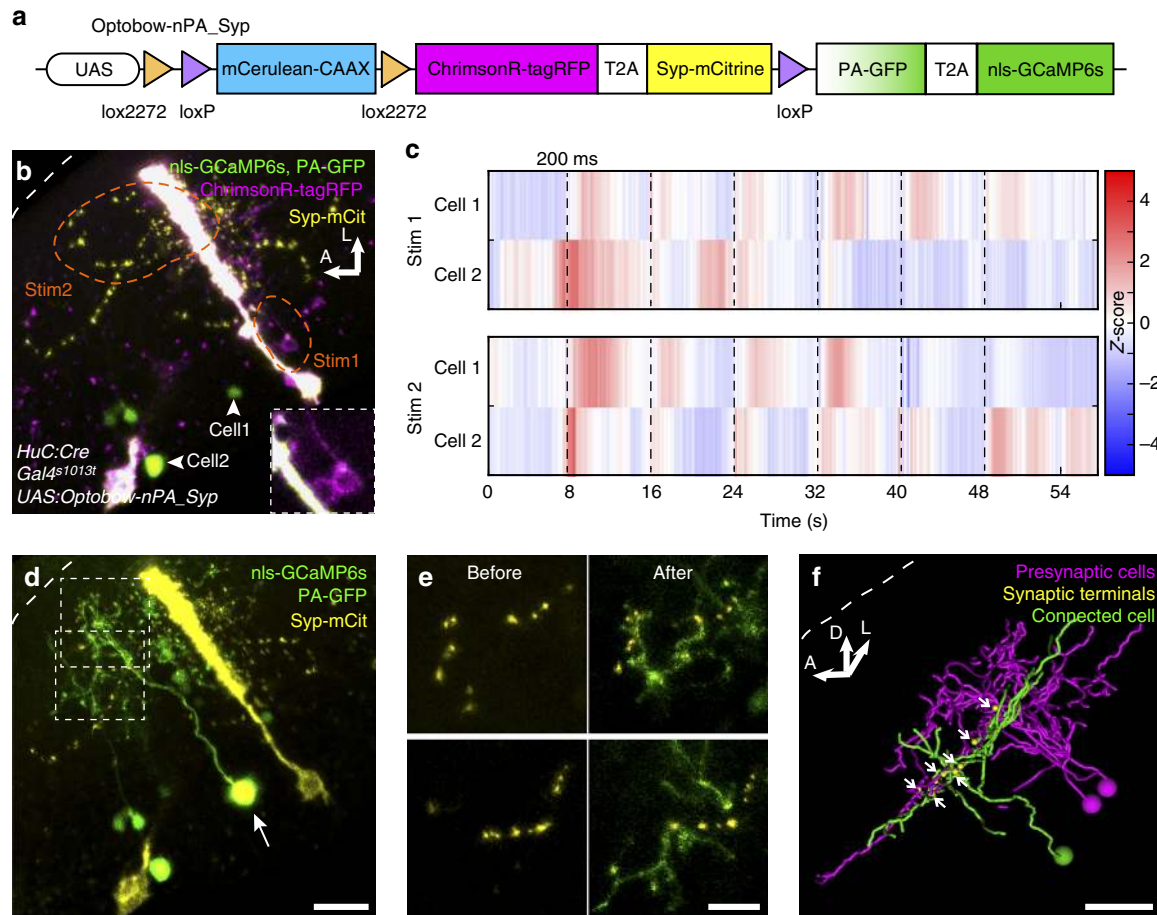 a
Optobow-nPA_Syp
UAS
mCerulean-CAAX
ChrimsonR-tagRFP
T2A
Syp-mCitrine
PA-GFP
T2A
nls-GCaMP6s
lox2272
loxP
lox2272
loxP
b
nls-GCaMP6s, PA-GFP
ChrimsonR-tagRFP
Syp-mCit
L
A
Stim2
Stim1
Cell1
Cell2
HuC:Cre
Gal4s1013t
UAS:Optobow-nPA_Syp
c
200 ms
Cell 1
Cell 2
Stim 1
Cell 1
Cell 2
Stim 2
0 8 16 24 32 40 48 54
Time (s)
4
2
0
−2
−4
Z-score
d
nls-GCaMP6s
PA-GFP
Syp-mCit
e
Before
After
f
Presynaptic cells
Synaptic terminals
Connected cell
D
L
A